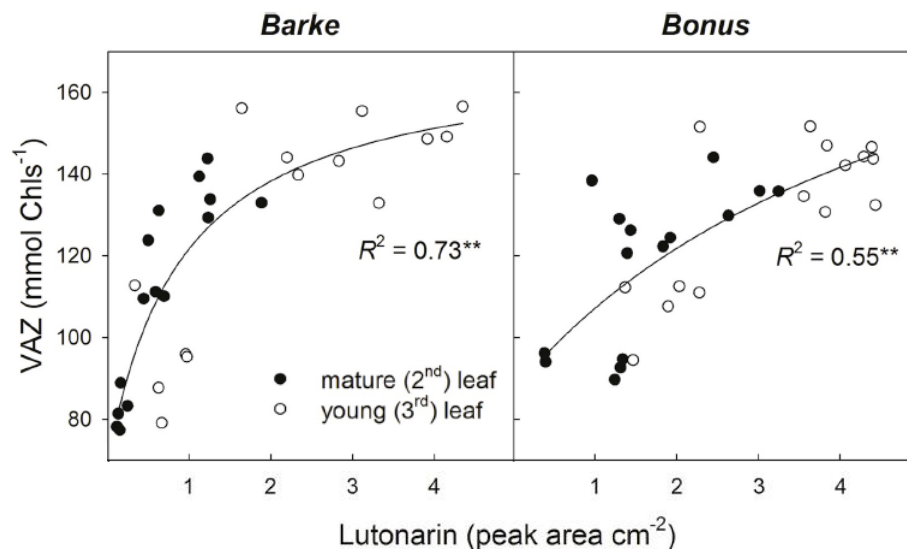 Barke
Bonus
160
140
120
100
80
VAZ (mmol Chls⁻¹)
R² = 0.73**
R² = 0.55**
mature (2ⁿᵈ) leaf
young (3ʳᵈ) leaf
1 2 3 4
1 2 3 4
Lutonarin (peak area cm⁻²)